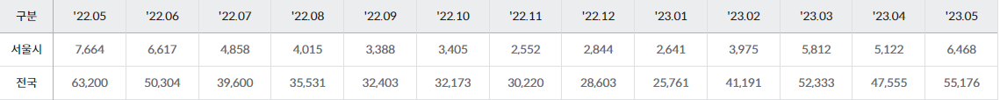 구분 '22.05 '22.06 '22.07 '22.08 '22.09 '22.10 '22.11 '22.12 '23.01 '23.02 '23.03 '23.04 '23.05
서울시 7,664 6,617 4,858 4,015 3,388 3,405 2,552 2,844 2,641 3,975 5,812 5,122 6,468
전국 63,200 50,304 39,600 35,531 32,403 32,173 30,220 28,603 25,761 41,191 52,333 47,555 55,176